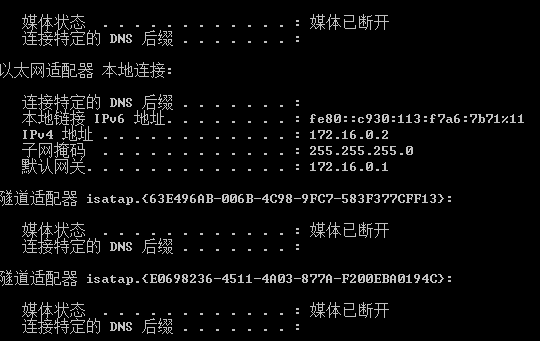 媒体状态 . . . . . . . . . . . . : 媒体已断开
连接特定的 DNS 后缀 . . . . . . . :
以太网适配器 本地连接:
连接特定的 DNS 后缀 . . . . . . . :
本地链接 IPv6 地址. . . . . . . . : fe80::c930:113:f7a6:7b71%11
IPv4 地址 . . . . . . . . . . . . : 172.16.0.2
子网掩码 . . . . . . . . . . . . : 255.255.255.0
默认网关. . . . . . . . . . . . . : 172.16.0.1
隧道适配器 isatap.{63E496AB-006B-4C98-9FC7-583F377CFF13}:
媒体状态 . . . . . . . . . . . . : 媒体已断开
连接特定的 DNS 后缀 . . . . . . . :
隧道适配器 isatap.{E0698236-4511-4A03-877A-F200EBA0194C}:
媒体状态 . . . . . . . . . . . . : 媒体已断开
连接特定的 DNS 后缀 . . . . . . . :